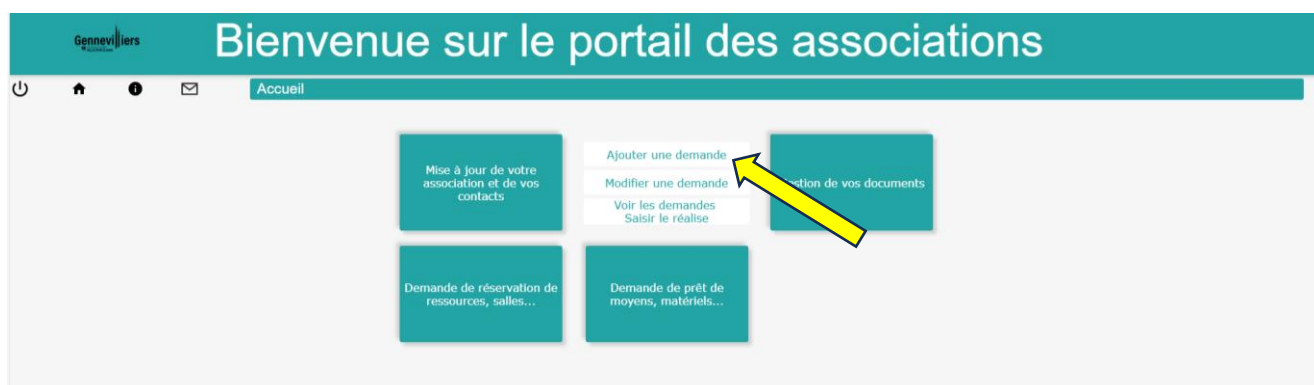 Gennevilliers
Bienvenue sur le portail des associations
Accueil
Mise à jour de votre
association et de vos
contacts
Ajouter une demande
Modifier une demande
Voir les demandes
Saisir le réalise
estion de vos documents
Demande de réservation de
ressources, salles...
Demande de prêt de
moyens, matériels...